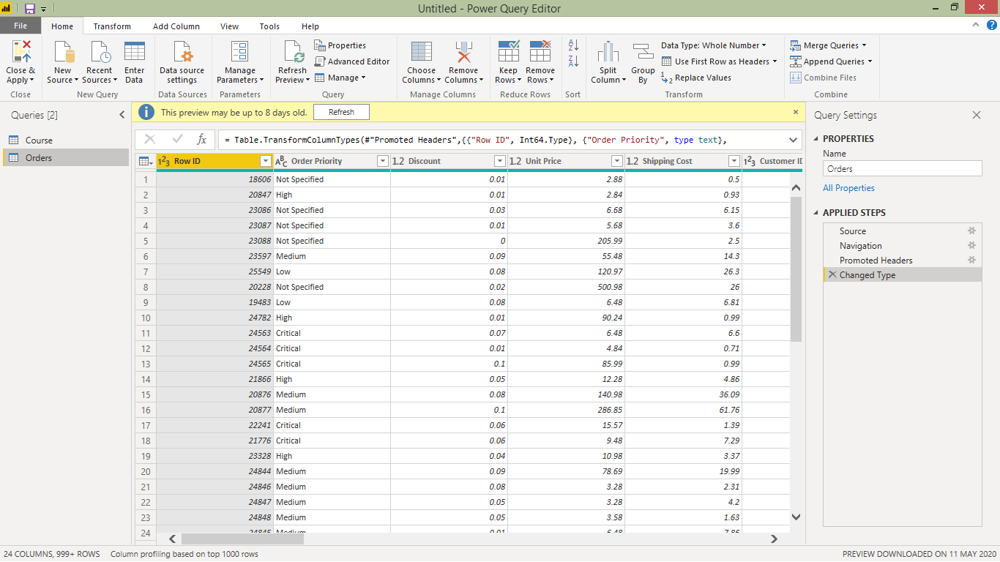 Untitled - Power Query Editor
File Home Transform Add Column View Tools Help
Close & Apply
New Source
Recent Sources
Enter Data
Data source settings
Manage Parameters
Refresh Preview
Properties
Advanced Editor
Manage
Choose Columns
Remove Columns
Keep Rows
Remove Rows
Split Column
Group By
Data Type: Whole Number
Use First Row as Headers
Replace Values
Merge Queries
Append Queries
Combine Files
Close New Query Data Sources Parameters Query Manage Columns Reduce Rows Sort Transform Combine
Queries [2]
Course
Orders
This preview may be up to 8 days old. Refresh
fx = Table.TransformColumnTypes(#"Promoted Headers",{{"Row ID", Int64.Type}, {"Order Priority", type text},
123 Row ID ABC Order Priority 1.2 Discount 1.2 Unit Price 1.2 Shipping Cost 123 Customer ID
1 18606 Not Specified 0.01 2.88 0.5
2 20847 High 0.01 2.84 0.93
3 23086 Not Specified 0.03 6.68 6.15
4 23087 Not Specified 0.01 5.68 3.6
5 23088 Not Specified 0 205.99 2.5
6 23597 Medium 0.09 55.48 14.3
7 25549 Low 0.08 120.97 26.3
8 20228 Not Specified 0.02 500.98 26
9 19483 Low 0.08 6.48 6.81
10 24782 High 0.01 90.24 0.99
11 24563 Critical 0.07 6.48 6.6
12 24564 Critical 0.01 4.84 0.71
13 24565 Critical 0.1 85.99 0.99
14 21866 High 0.05 12.28 4.86
15 20876 Medium 0.08 140.98 36.09
16 20877 Medium 0.1 286.85 61.76
17 22241 Critical 0.06 15.57 1.39
18 21776 Critical 0.06 9.48 7.29
19 23328 High 0.04 10.98 3.37
20 24844 Medium 0.09 78.69 19.99
21 24846 Medium 0.08 3.28 2.31
22 24847 Medium 0.05 3.28 4.2
23 24848 Medium 0.05 3.58 1.63
24 24845 Medium 0.01 6.48 7.86
Query Settings
PROPERTIES
Name
Orders
All Properties
APPLIED STEPS
Source
Navigation
Promoted Headers
Changed Type
24 COLUMNS, 999+ ROWS Column profiling based on top 1000 rows PREVIEW DOWNLOADED ON 11 MAY 2020